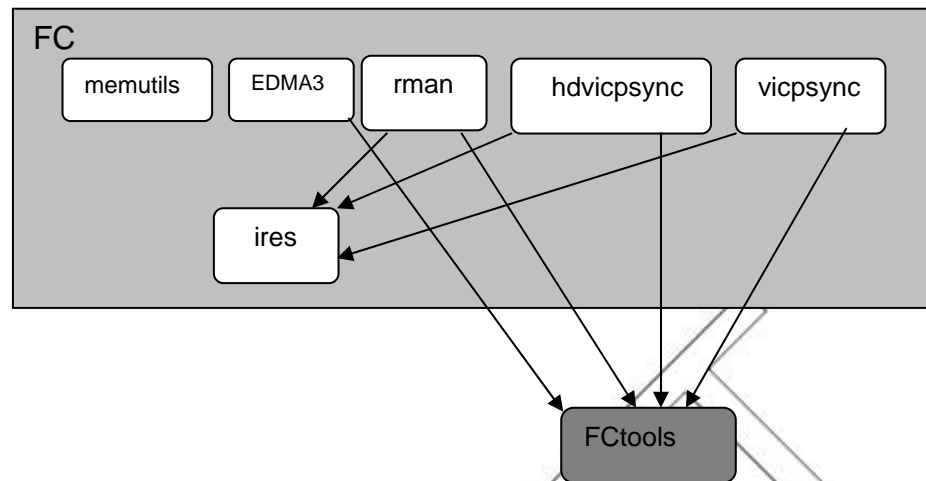 FC
memutils
EDMA3
rman
hdvicpsync
vicpsync
ires
FCtools